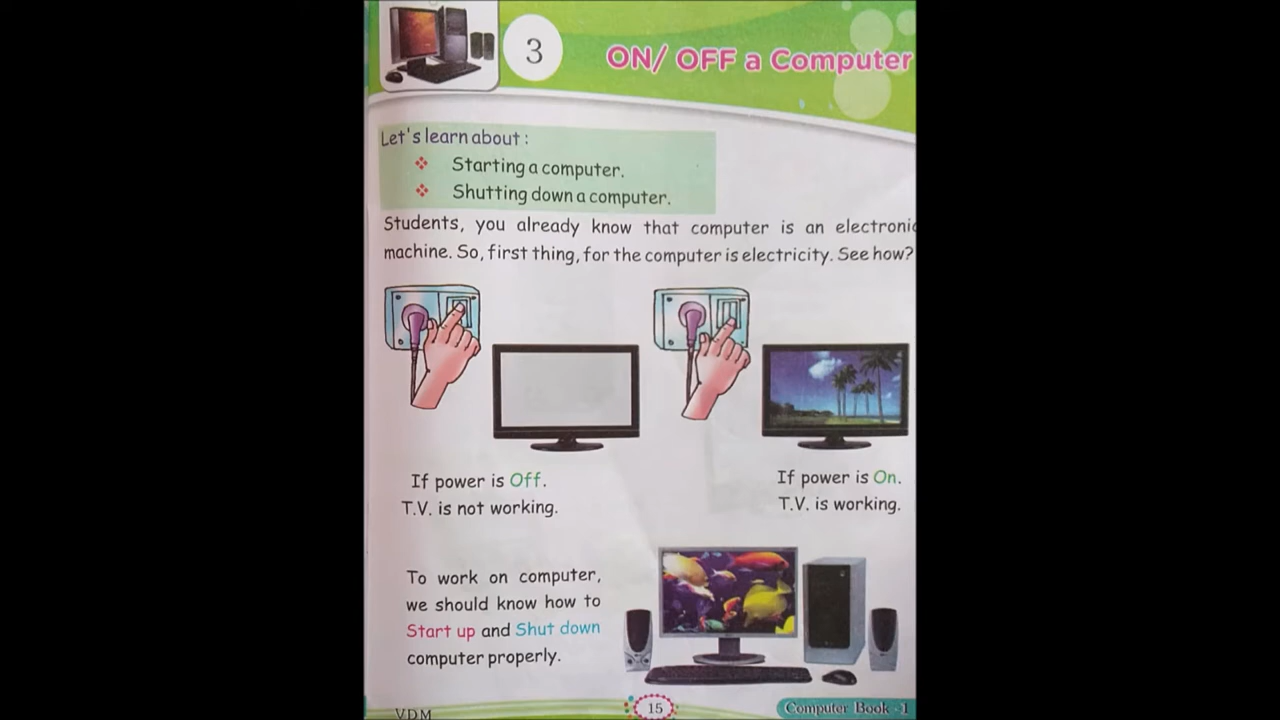 3
ON/ OFF a Computer
Let's learn about :
Starting a computer.
Shutting down a computer.
Students, you already know that computer is an electronic
machine. So, first thing, for the computer is electricity. See how?
If power is Off.
T.V. is not working.
If power is On.
T.V. is working.
To work on computer,
we should know how to
Start up and Shut down
computer properly.
VDM
15
Computer Book -1